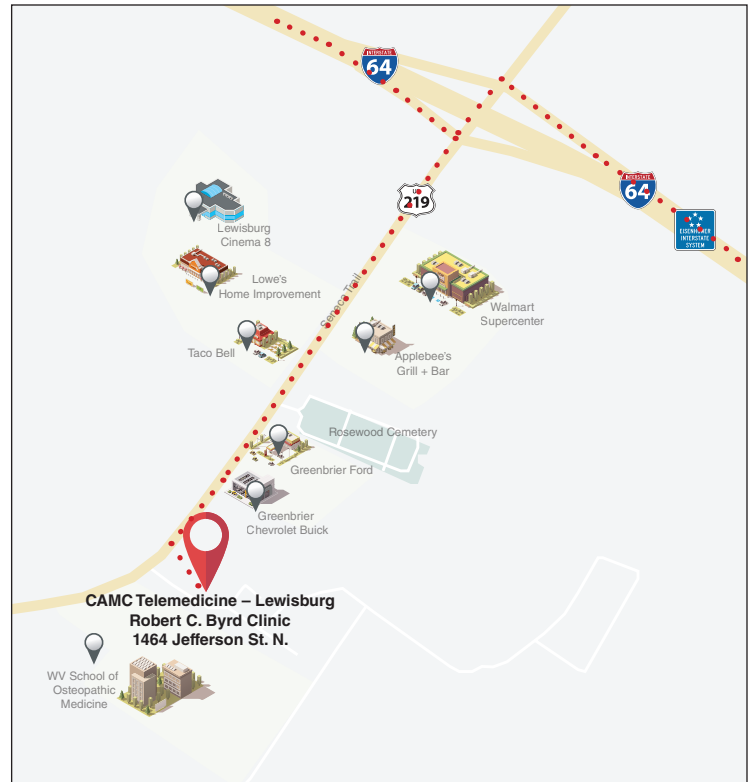 INTERSTATE
64
US
219
INTERSTATE
64
EISENHOWER
INTERSTATE
SYSTEM
Lewisburg
Cinema 8
Lowe's
Home Improvement
Seneca Trail
Walmart
Supercenter
Taco Bell
Applebee's
Grill + Bar
Rosewood Cemetery
Greenbrier Ford
Greenbrier
Chevrolet Buick
CAMC Telemedicine – Lewisburg
Robert C. Byrd Clinic
1464 Jefferson St. N.
WV School of
Osteopathic
Medicine